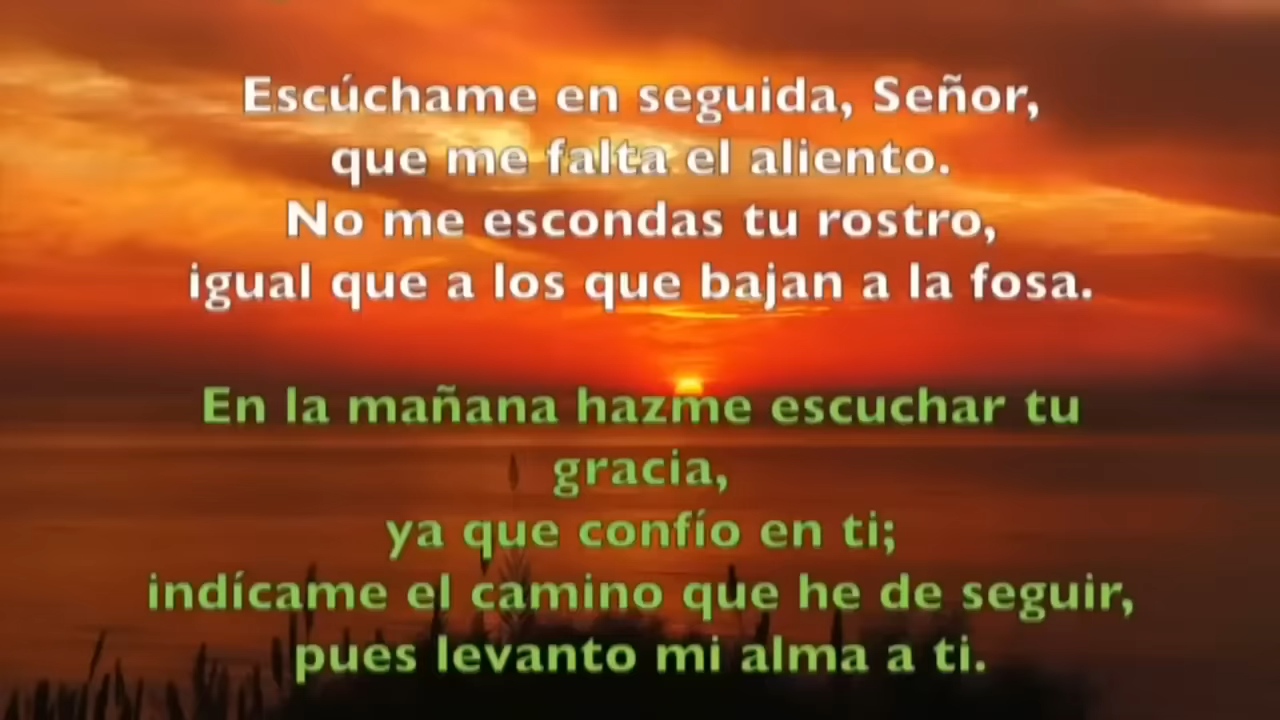 Escúchame en seguida, Señor,
que me falta el aliento.
No me escondas tu rostro,
igual que a los que bajan a la fosa.
En la mañana hazme escuchar tu
gracia,
ya que confío en ti;
indícame el camino que he de seguir,
pues levanto mi alma a ti.